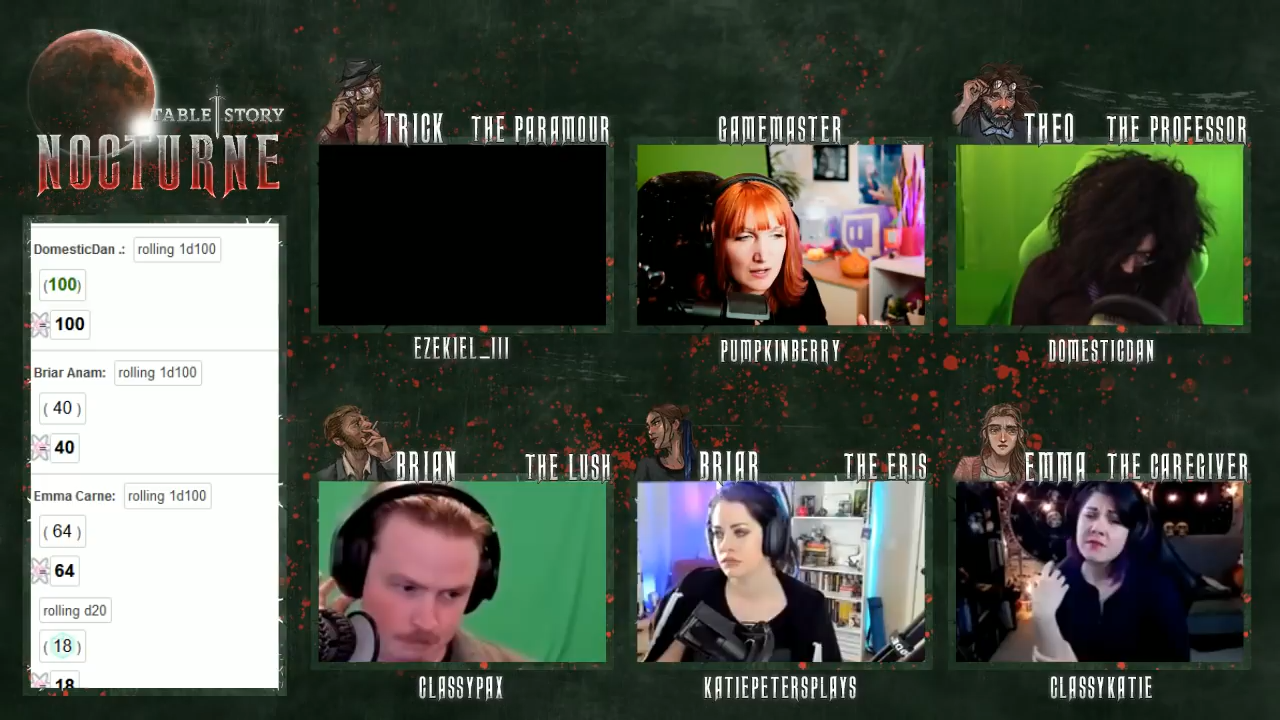 TABLE STORY
NOCTURNE
DomesticDan .: rolling 1d100
(100)
= 100
Briar Anam: rolling 1d100
( 40 )
= 40
Emma Carne: rolling 1d100
( 64 )
= 64
rolling d20
( 18 )
= 18
TRICK THE PARAMOUR
EZEKIEL_III
GAMEMASTER
PUMPKINBERRY
THEO THE PROFESSOR
DOMESTICDAN
BRIAN THE LUSH
CLASSYPAX
BRIAR THE ERIS
KATIEPETERSPLAYS
EMMA THE CAREGIVER
CLASSYKATIE